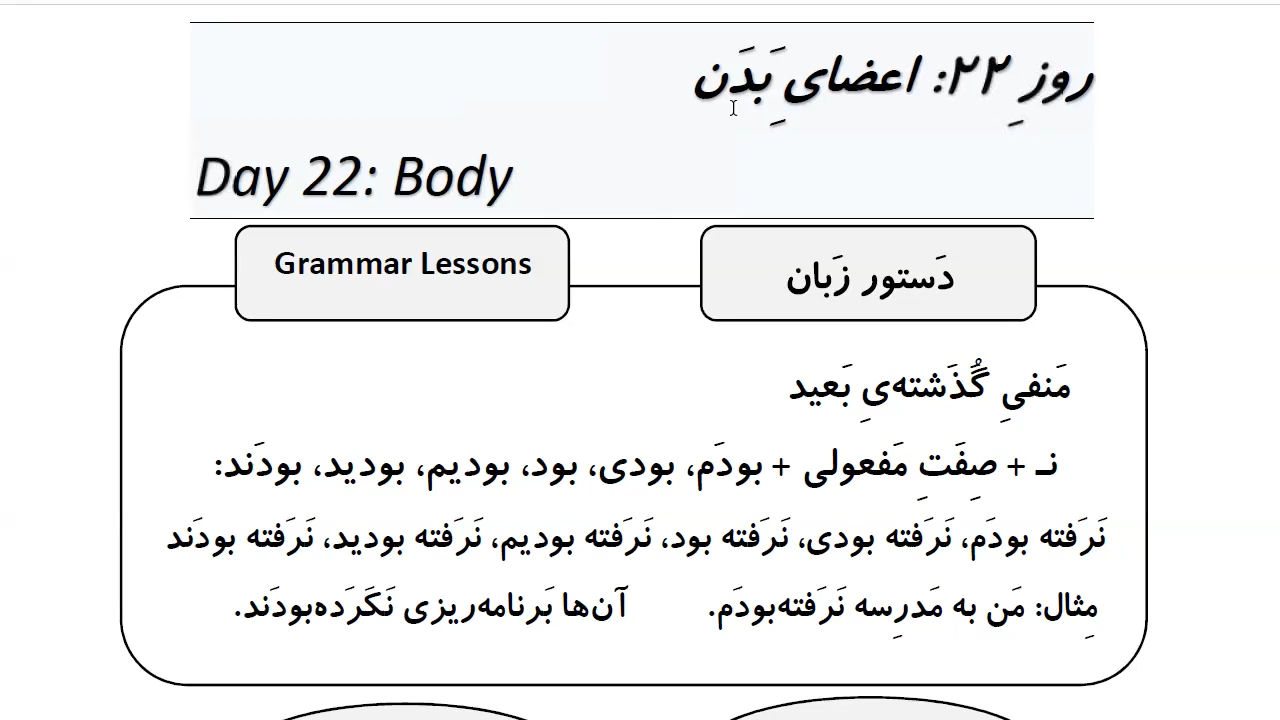 روزِ ۲۲: اعضایِ بَدَن
Day 22: Body
Grammar Lessons
دَستور زَبان
مَنفیِ گُذَشته‌یِ بَعید
نـ + صِفَتِ مَفعولی + بودَم، بودی، بود، بودیم، بودید، بودَند:
نَرَفته بودَم، نَرَفته بودی، نَرَفته بود، نَرَفته بودیم، نَرَفته بودید، نَرَفته بودَند
مِثال: مَن به مَدرِسه نَرَفته‌بودَم. آن‌ها بَرنامه‌ریزی نَکَرَده‌بودَند.